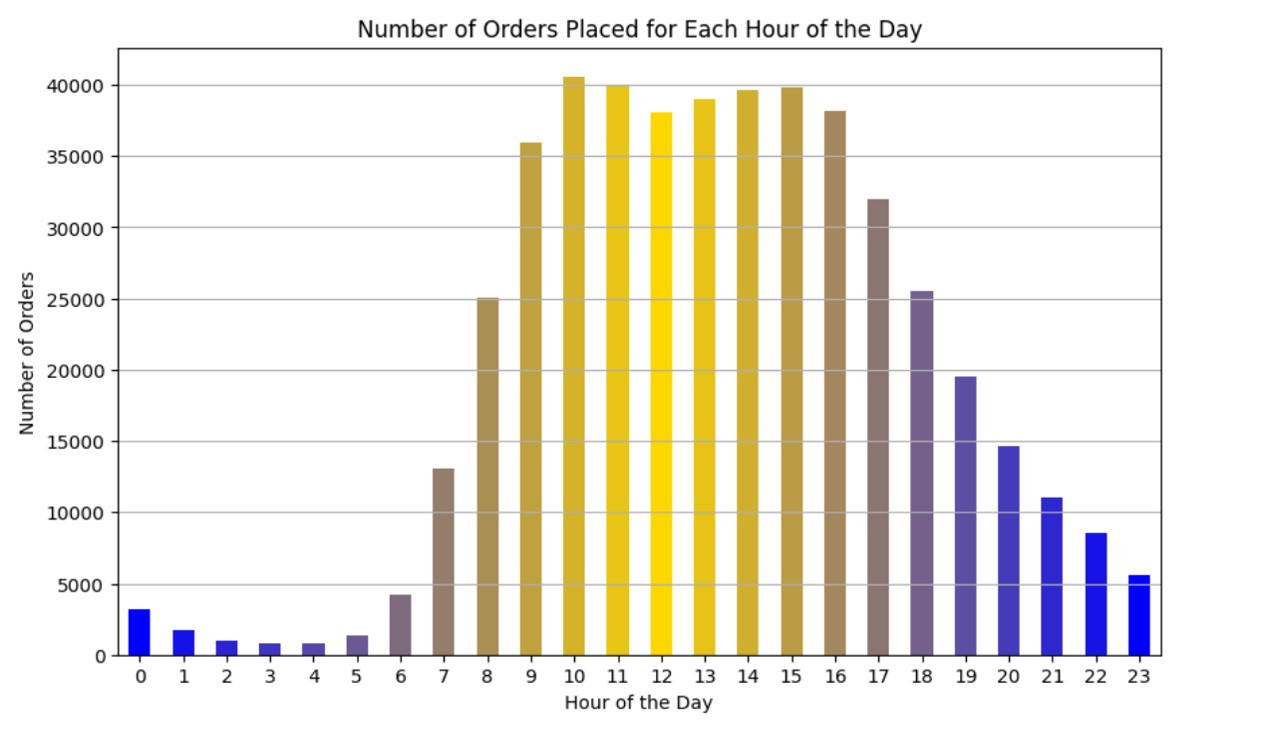 Number of Orders Placed for Each Hour of the Day
Number of Orders
40000
35000
30000
25000
20000
15000
10000
5000
0
0 1 2 3 4 5 6 7 8 9 10 11 12 13 14 15 16 17 18 19 20 21 22 23
Hour of the Day